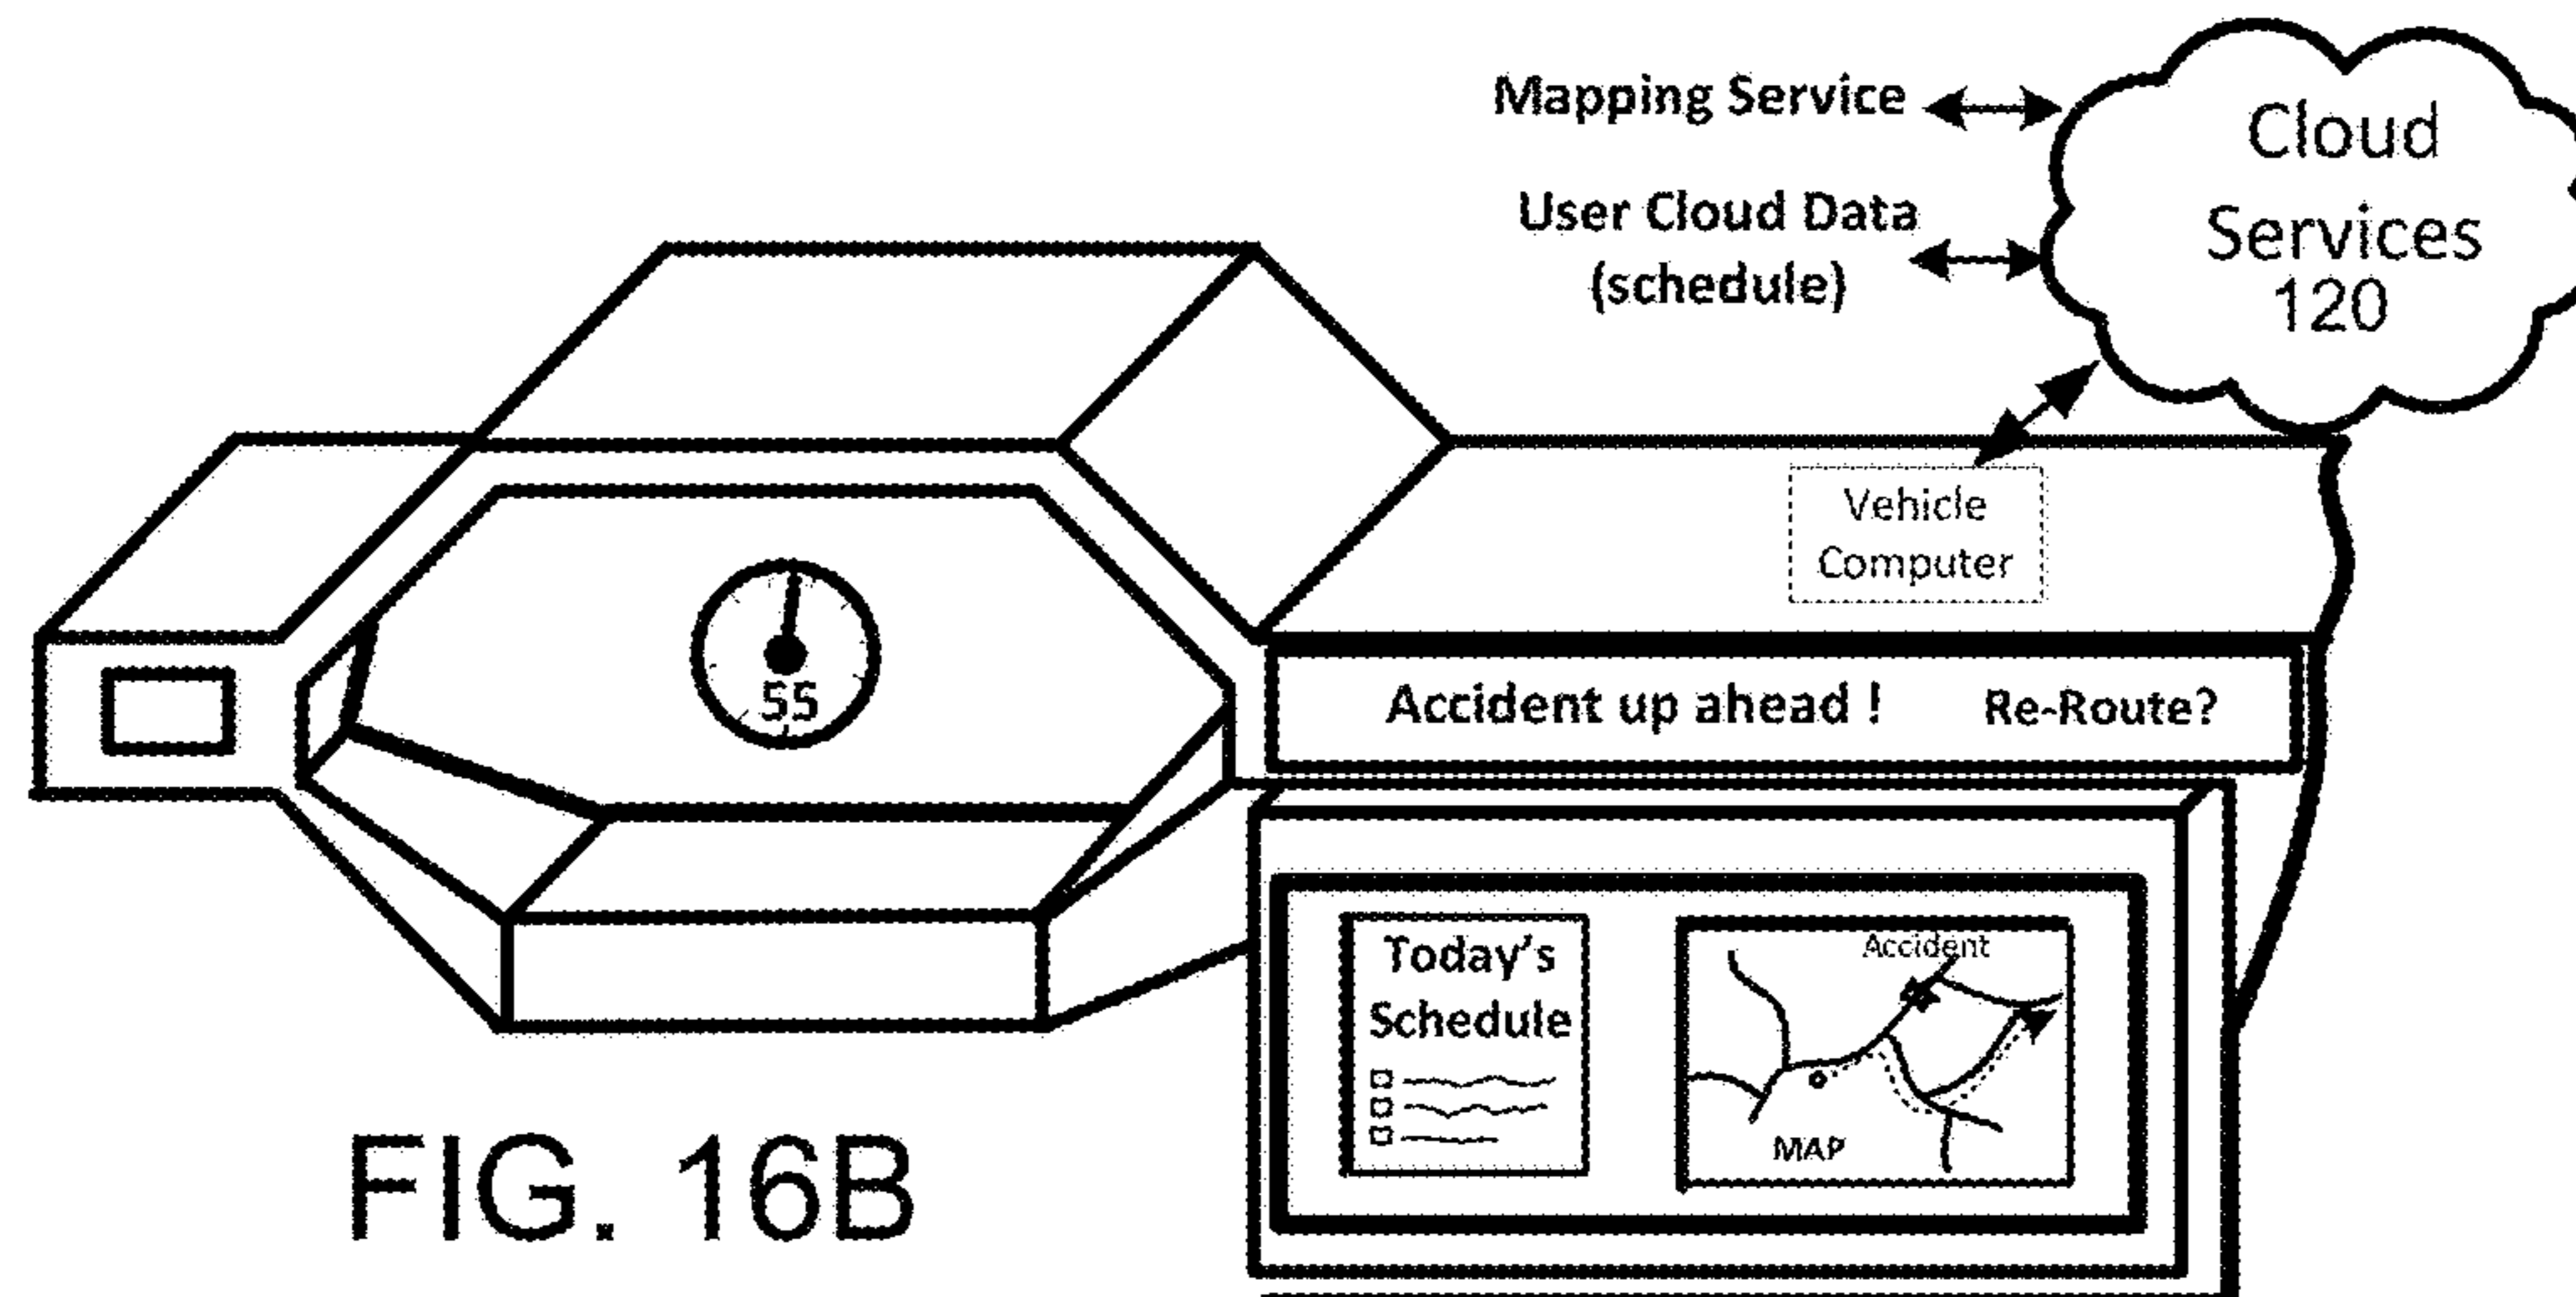 Mapping Service
User Cloud Data
(schedule)
Cloud
Services
120
Vehicle
Computer
55
Accident up ahead ! Re-Route?
Today's
Schedule
Accident
MAP
FIG. 16B